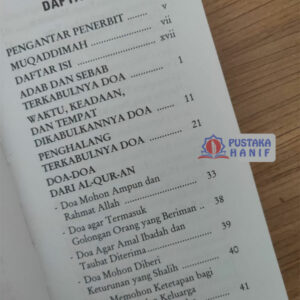 DAFTA
PENGANTAR PENERBIT - v
MUQADDIMAH - vii
DAFTAR ISI - xvii
ADAB DAN SEBAB
TERKABULNYA DOA - 1
WAKTU, KEADAAN,
DAN TEMPAT
DIKABULKANNYA DOA - 11
PENGHALANG
TERKABULNYA DOA - 21
DOA-DOA
DARI AL-QUR-AN
- Doa Mohon Ampun dan
Rahmat Allah - 33
- Doa agar Termasuk
Golongan Orang yang Beriman .. 38
- Doa Agar Amal Ibadah dan
Taubat Diterima - 39
- Doa Mohon Diberi
Keturunan yang Shalih - 40
Memohon Ketetapan bagi
Keluarga - 41
PUSTAKA
HANIF